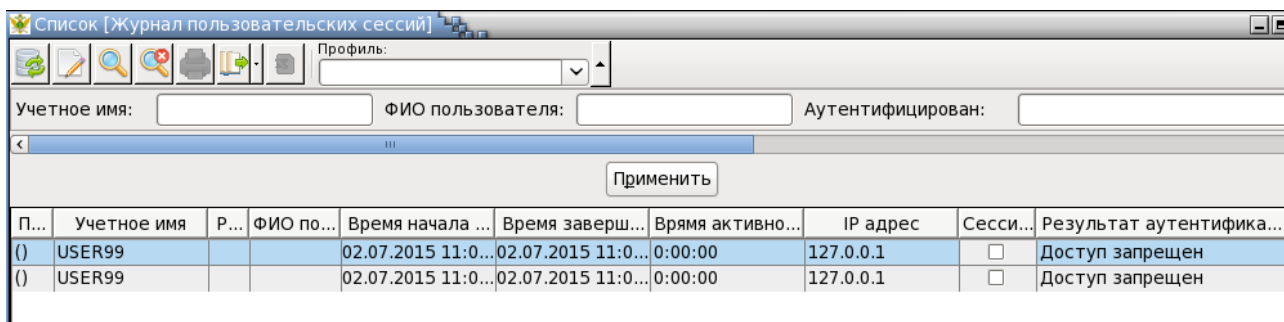 Список [Журнал пользовательских сессий]
Профиль:
Учетное имя: ФИО пользователя: Аутентифицирован:
Применить
П... Учетное имя Р... ФИО по... Время начала ... Время заверш... Врямя активно... IP адрес Сесси... Результат аутентифика...
() USER99 02.07.2015 11:0... 02.07.2015 11:0... 0:00:00 127.0.0.1 Доступ запрещен
() USER99 02.07.2015 11:0... 02.07.2015 11:0... 0:00:00 127.0.0.1 Доступ запрещен